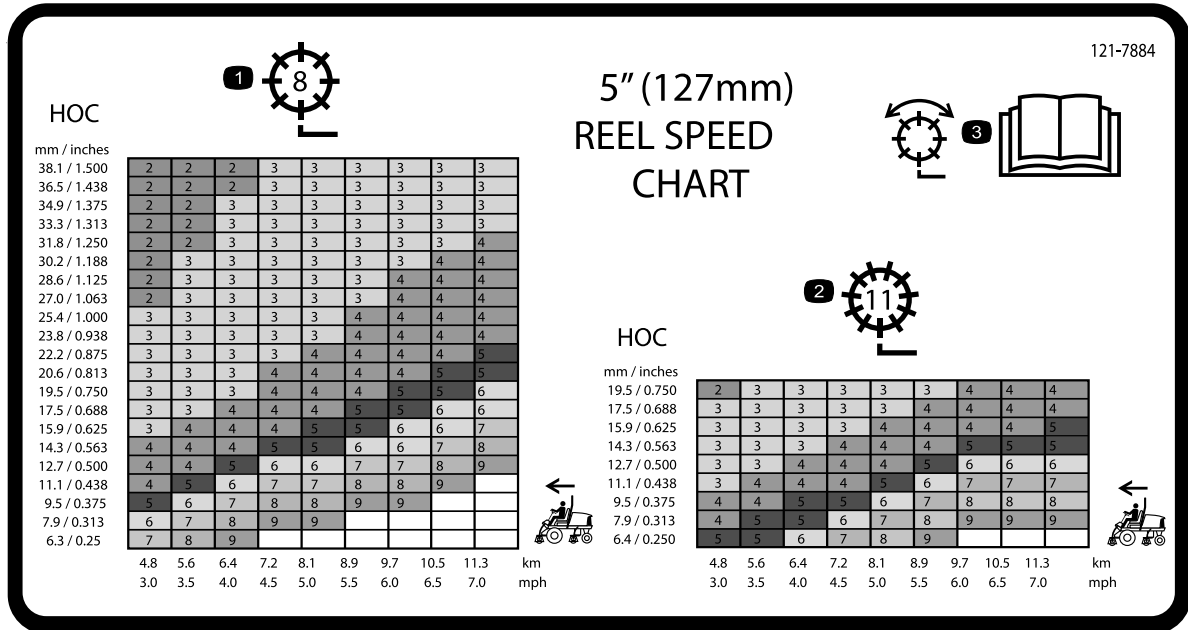 121-7884
1
8
5" (127mm)
REEL SPEED
CHART
3
HOC
mm / inches
38.1 / 1.500 2 2 2 3 3 3 3 3 3
36.5 / 1.438 2 2 2 3 3 3 3 3 3
34.9 / 1.375 2 2 3 3 3 3 3 3 3
33.3 / 1.313 2 2 3 3 3 3 3 3 3
31.8 / 1.250 2 2 3 3 3 3 3 3 4
30.2 / 1.188 2 3 3 3 3 3 3 4 4
28.6 / 1.125 2 3 3 3 3 3 4 4 4
27.0 / 1.063 2 3 3 3 3 3 4 4 4
25.4 / 1.000 3 3 3 3 3 4 4 4 4
23.8 / 0.938 3 3 3 3 3 4 4 4 4
22.2 / 0.875 3 3 3 3 4 4 4 4 5
20.6 / 0.813 3 3 3 4 4 4 4 5 5
19.5 / 0.750 3 3 3 4 4 4 5 5 6
17.5 / 0.688 3 3 4 4 4 5 5 6 6
15.9 / 0.625 3 4 4 4 5 5 6 6 7
14.3 / 0.563 4 4 4 5 5 6 6 7 8
12.7 / 0.500 4 4 5 6 6 7 7 8 9
11.1 / 0.438 4 5 6 7 7 8 8 9
9.5 / 0.375 5 6 7 8 8 9 9
7.9 / 0.313 6 7 8 9 9
6.3 / 0.25 7 8 9
4.8 5.6 6.4 7.2 8.1 8.9 9.7 10.5 11.3 km
3.0 3.5 4.0 4.5 5.0 5.5 6.0 6.5 7.0 mph
2
11
HOC
mm / inches
19.5 / 0.750 2 3 3 3 3 3 4 4 4
17.5 / 0.688 3 3 3 3 3 4 4 4 4
15.9 / 0.625 3 3 3 3 4 4 4 4 5
14.3 / 0.563 3 3 3 4 4 4 5 5 5
12.7 / 0.500 3 3 4 4 4 5 6 6 6
11.1 / 0.438 3 4 4 4 5 6 7 7 7
9.5 / 0.375 4 4 5 5 6 7 8 8 8
7.9 / 0.313 4 5 5 6 7 8 9 9 9
6.4 / 0.250 5 5 6 7 8 9
4.8 5.6 6.4 7.2 8.1 8.9 9.7 10.5 11.3 km
3.0 3.5 4.0 4.5 5.0 5.5 6.0 6.5 7.0 mph